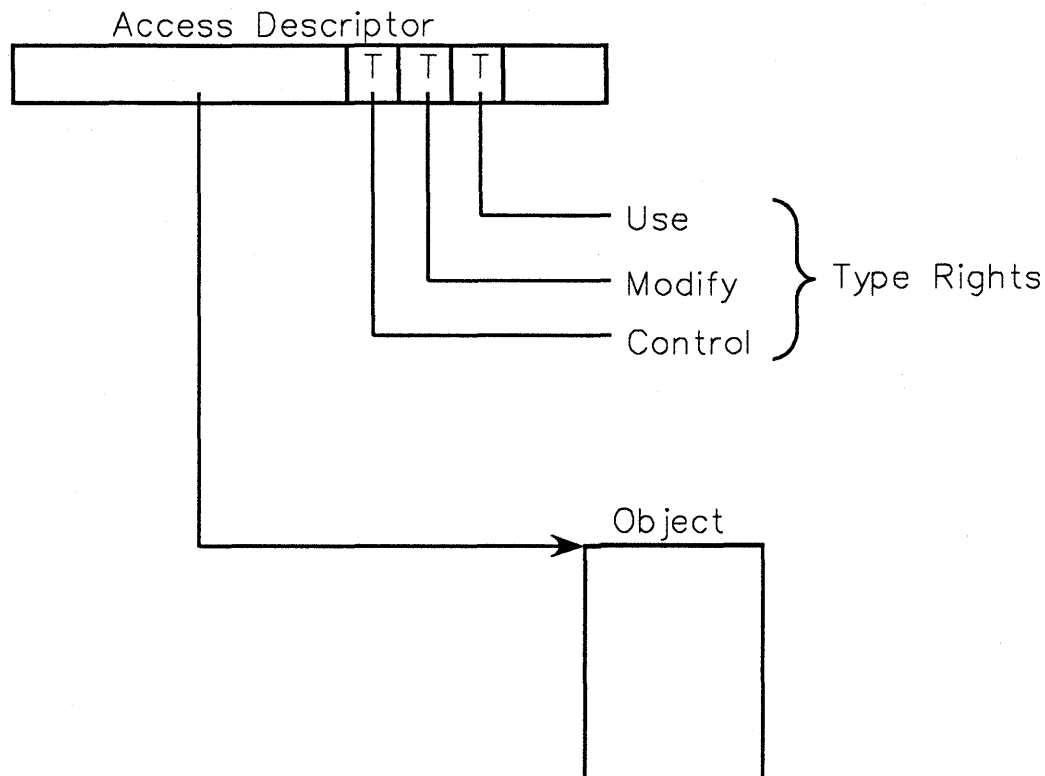 Access Descriptor
T T T
Use
Modify
Control
Type Rights
Object